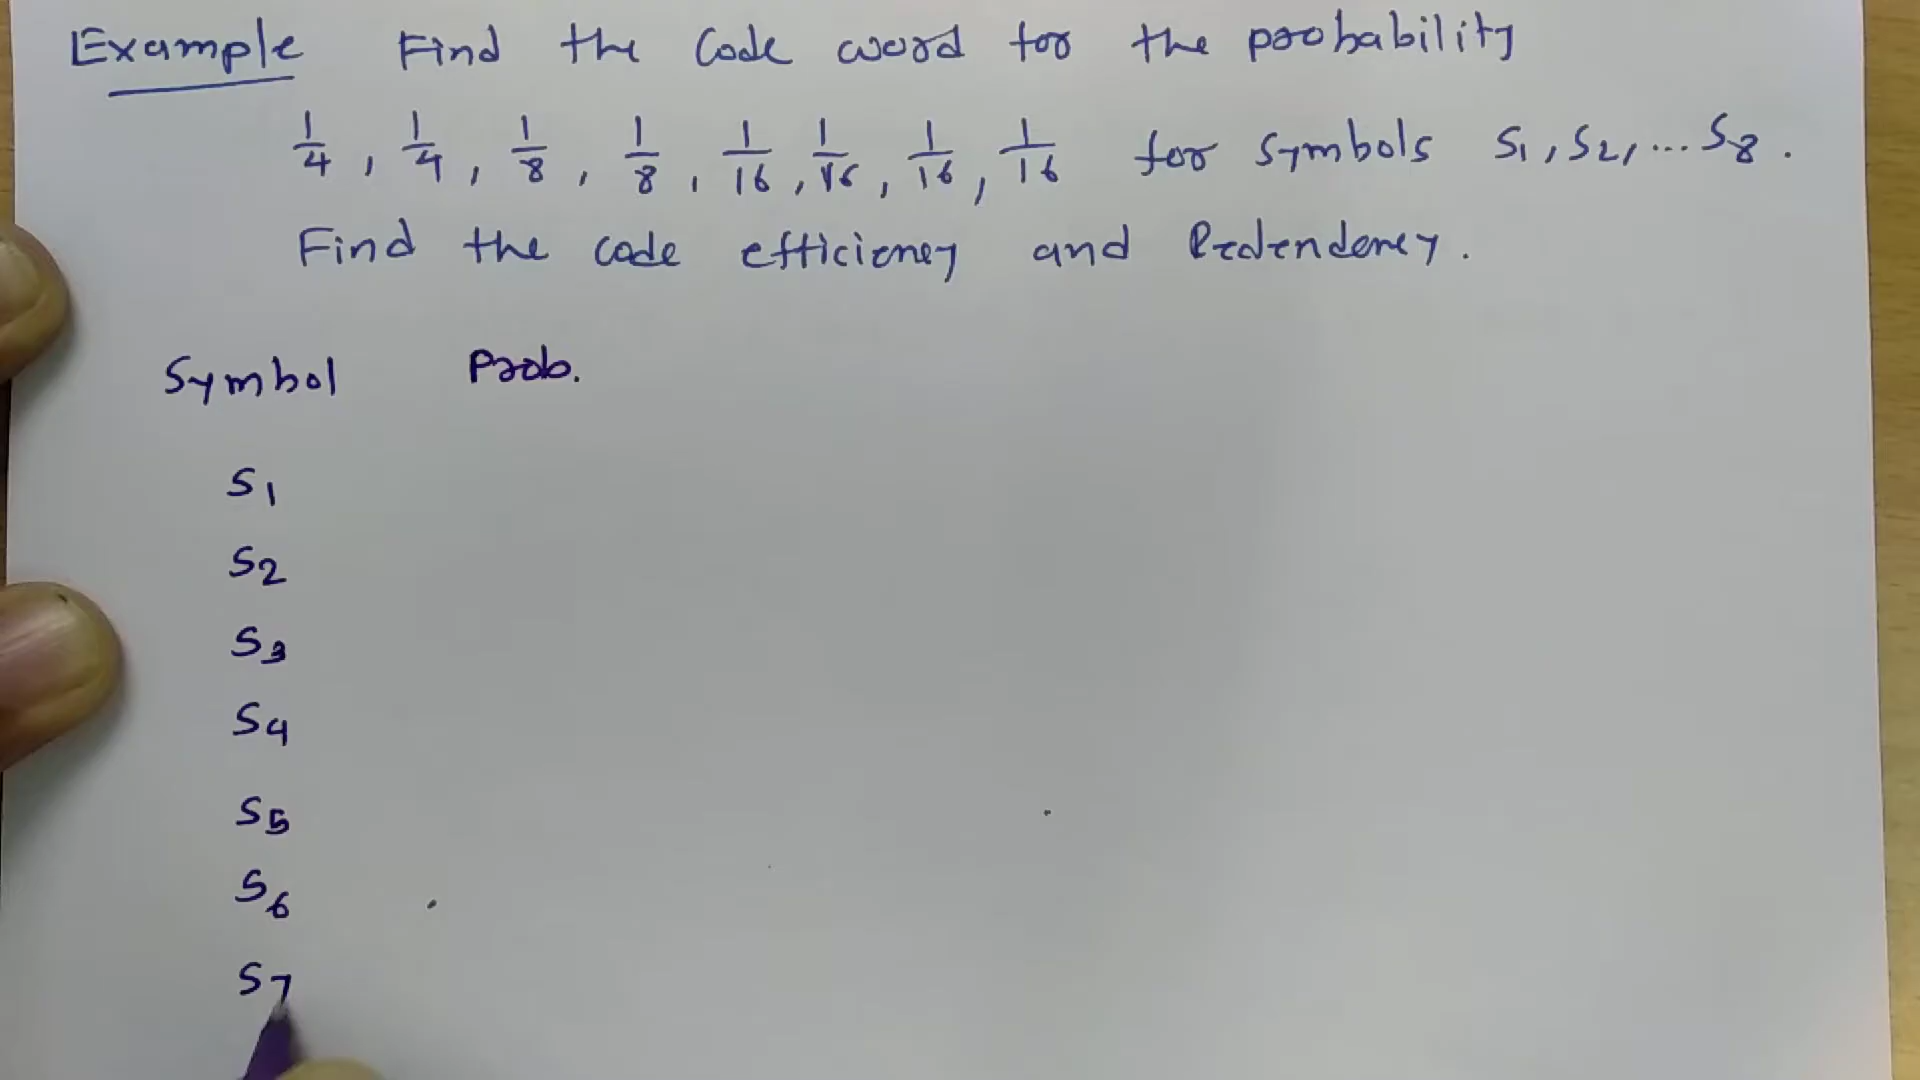 Example Find the Code word for the probability
1/4, 1/4, 1/8, 1/8, 1/16, 1/16, 1/16, 1/16 for symbols S1, S2, ... S8.
Find the code efficiency and Redendency.
Symbol Prob.
S1
S2
S3
S4
S5
S6
S7